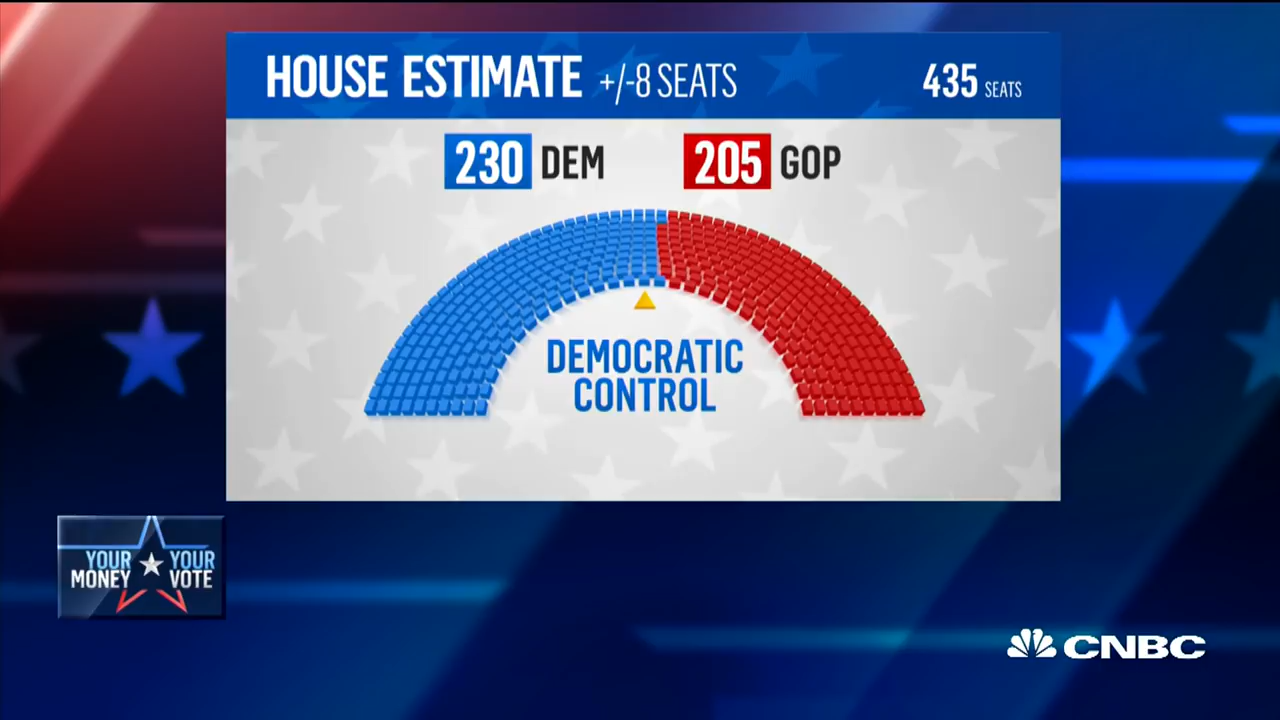 HOUSE ESTIMATE +/-8 SEATS 435 SEATS
230 DEM 205 GOP
DEMOCRATIC
CONTROL
YOUR YOUR
MONEY VOTE
CNBC